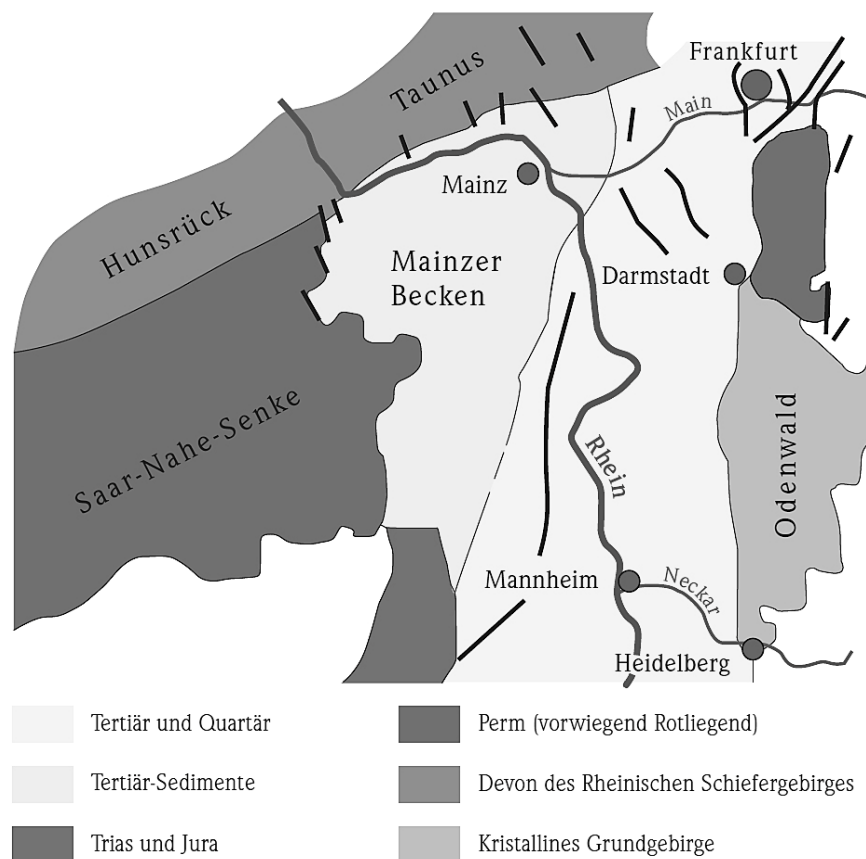 Frankfurt
Taunus
Main
Mainz
Hunsrück
Mainzer
Becken
Darmstadt
Saar-Nahe-Senke
Rhein
Odenwald
Mannheim
Neckar
Heidelberg
Tertiär und Quartär
Tertiär-Sedimente
Trias und Jura
Perm (vorwiegend Rotliegend)
Devon des Rheinischen Schiefergebirges
Kristallines Grundgebirge